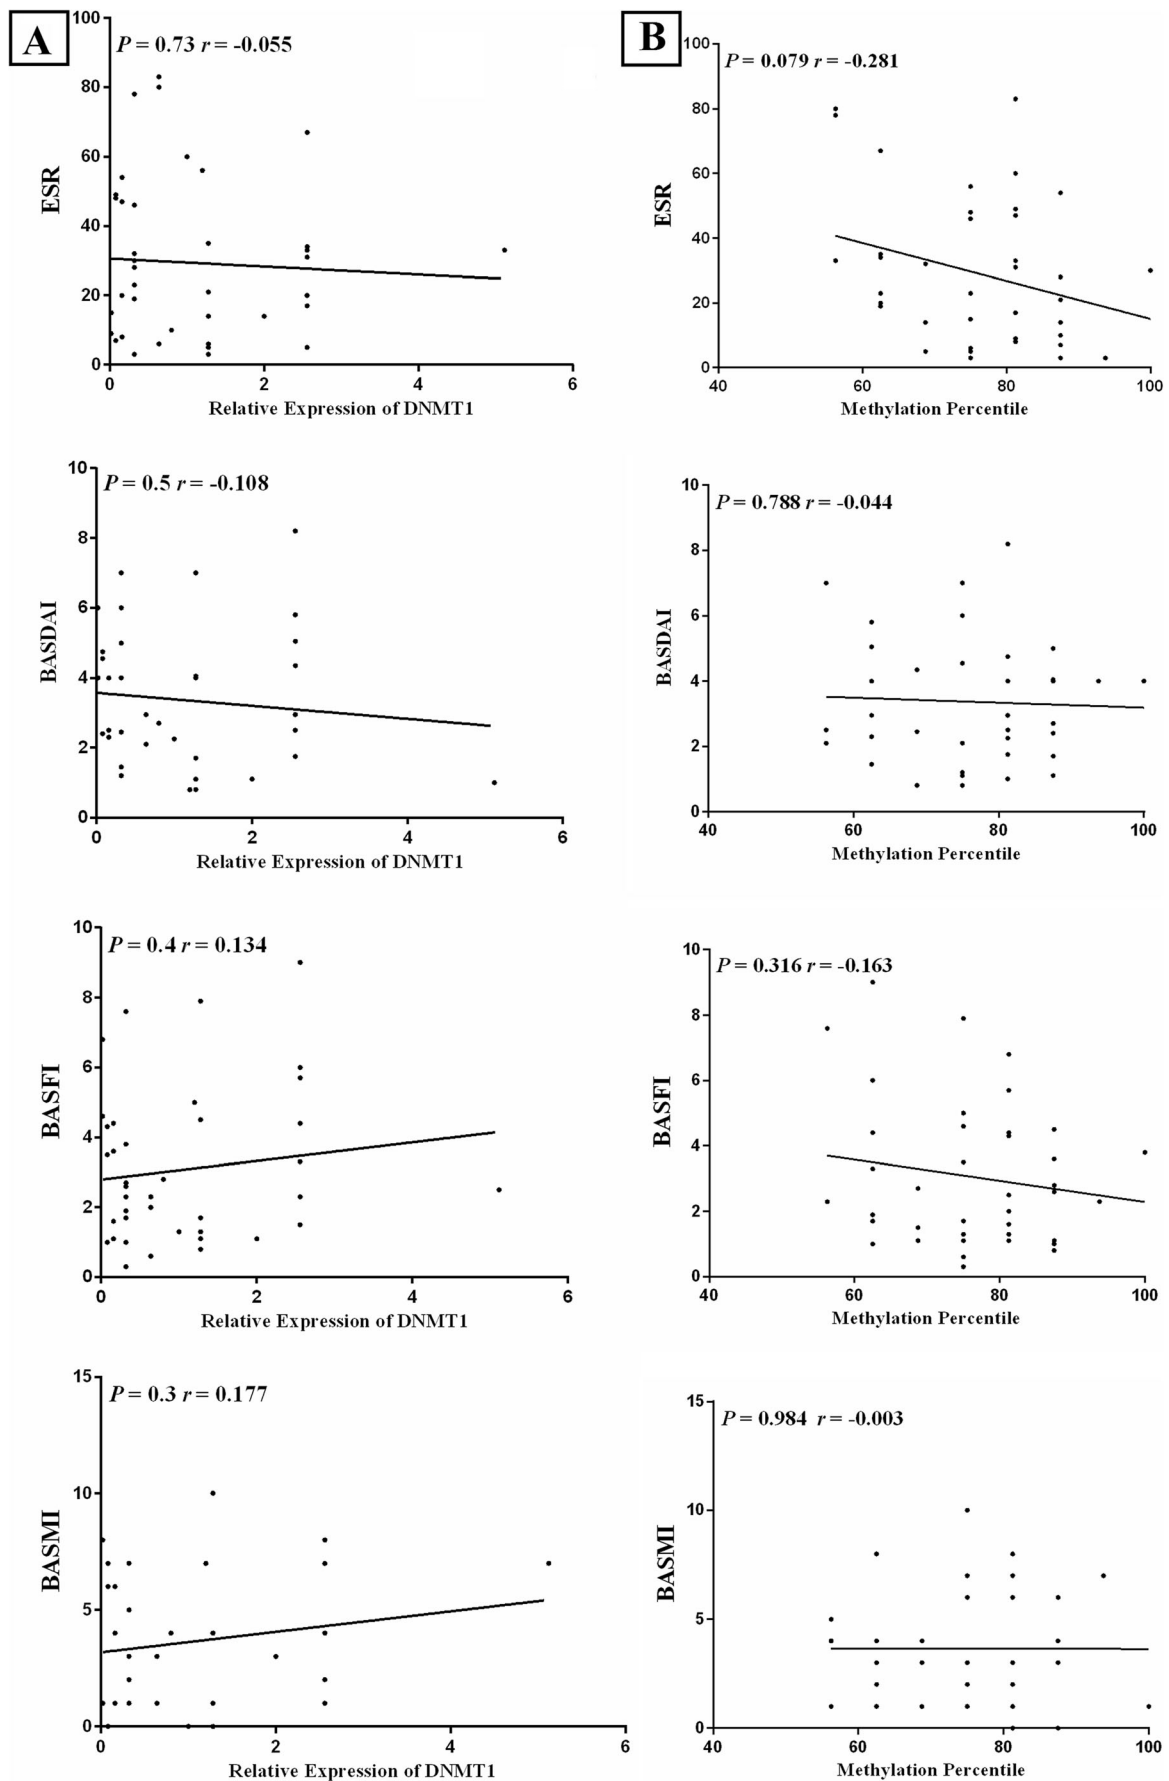 A
P = 0.73 r = -0.055
100
80
60
40
20
0
ESR
0 2 4 6
Relative Expression of DNMT1
B
P = 0.079 r = -0.281
100
80
60
40
20
0
ESR
40 60 80 100
Methylation Percentile
P = 0.5 r = -0.108
10
8
6
4
2
0
BASDAI
0 2 4 6
Relative Expression of DNMT1
P = 0.788 r = -0.044
10
8
6
4
2
0
BASDAI
40 60 80 100
Methylation Percentile
P = 0.4 r = 0.134
10
8
6
4
2
0
BASFI
0 2 4 6
Relative Expression of DNMT1
P = 0.316 r = -0.163
10
8
6
4
2
0
BASFI
40 60 80 100
Methylation Percentile
P = 0.3 r = 0.177
15
10
5
0
BASMI
0 2 4 6
Relative Expression of DNMT1
P = 0.984 r = -0.003
15
10
5
0
BASMI
40 60 80 100
Methylation Percentile